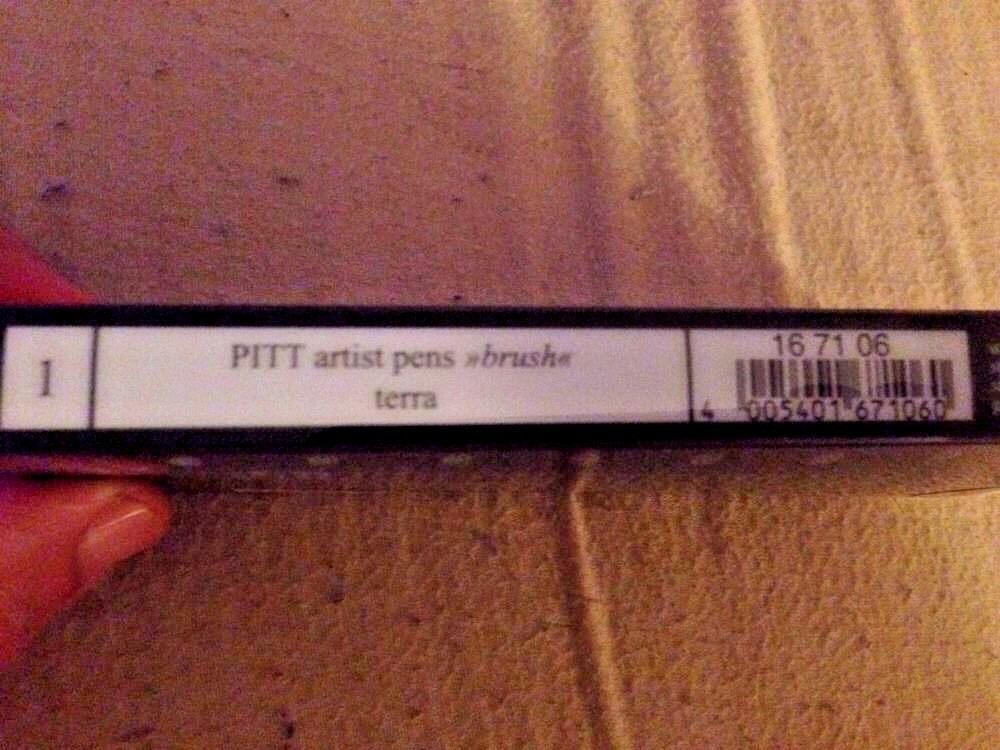 1
PITT artist pens »brush«
terra
16 71 06
4 005401 671060